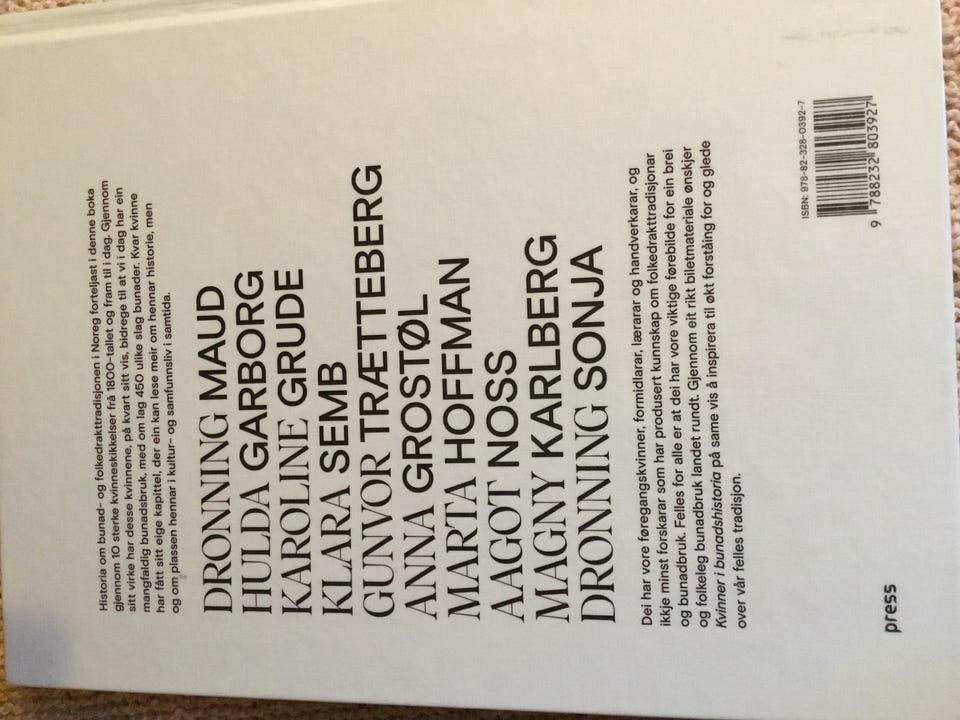 Historia om bunad- og folkedrakttradisjonen i Noreg forteljast i denne boka
gjennom 10 sterke kvinneskikkelser frå 1800-tallet og fram til i dag. Gjennom
sitt virke har desse kvinnene, på kvart sitt vis, bidrege til at vi i dag har ein
mangfaldig bunadsbruk, med om lag 450 ulike slag bunader. Kvar kvinne
har fått sitt eige kapittel, der ein kan lese meir om hennar historie, men
og om plassen hennar i kultur- og samfunnsliv i samtida.
DRONNING MAUD
HULDA GARBORG
KAROLINE GRUDE
KLARA SEMB
GUNVOR TRÆTTEBERG
ANNA GROSTØL
MARTA HOFFMAN
AAGOT NOSS
MAGNY KARLBERG
DRONNING SONJA
Dei har vore føregangskvinner, formidlarar, lærarar og handverkarar, og
ikkje minst forskarar som har produsert kunnskap om folkedrakttradisjonar
og bunadbruk. Felles for alle er at dei har vore viktige førebilde for ein brei
og folkeleg bunadbruk landet rundt. Gjennom eit rikt biletmateriale ønskjer
Kvinner i bunadshistoria på same vis å inspirera til økt forståing for og glede
over vår felles tradisjon.
press
ISBN: 978-82-328-0392-7
9 788232 803927